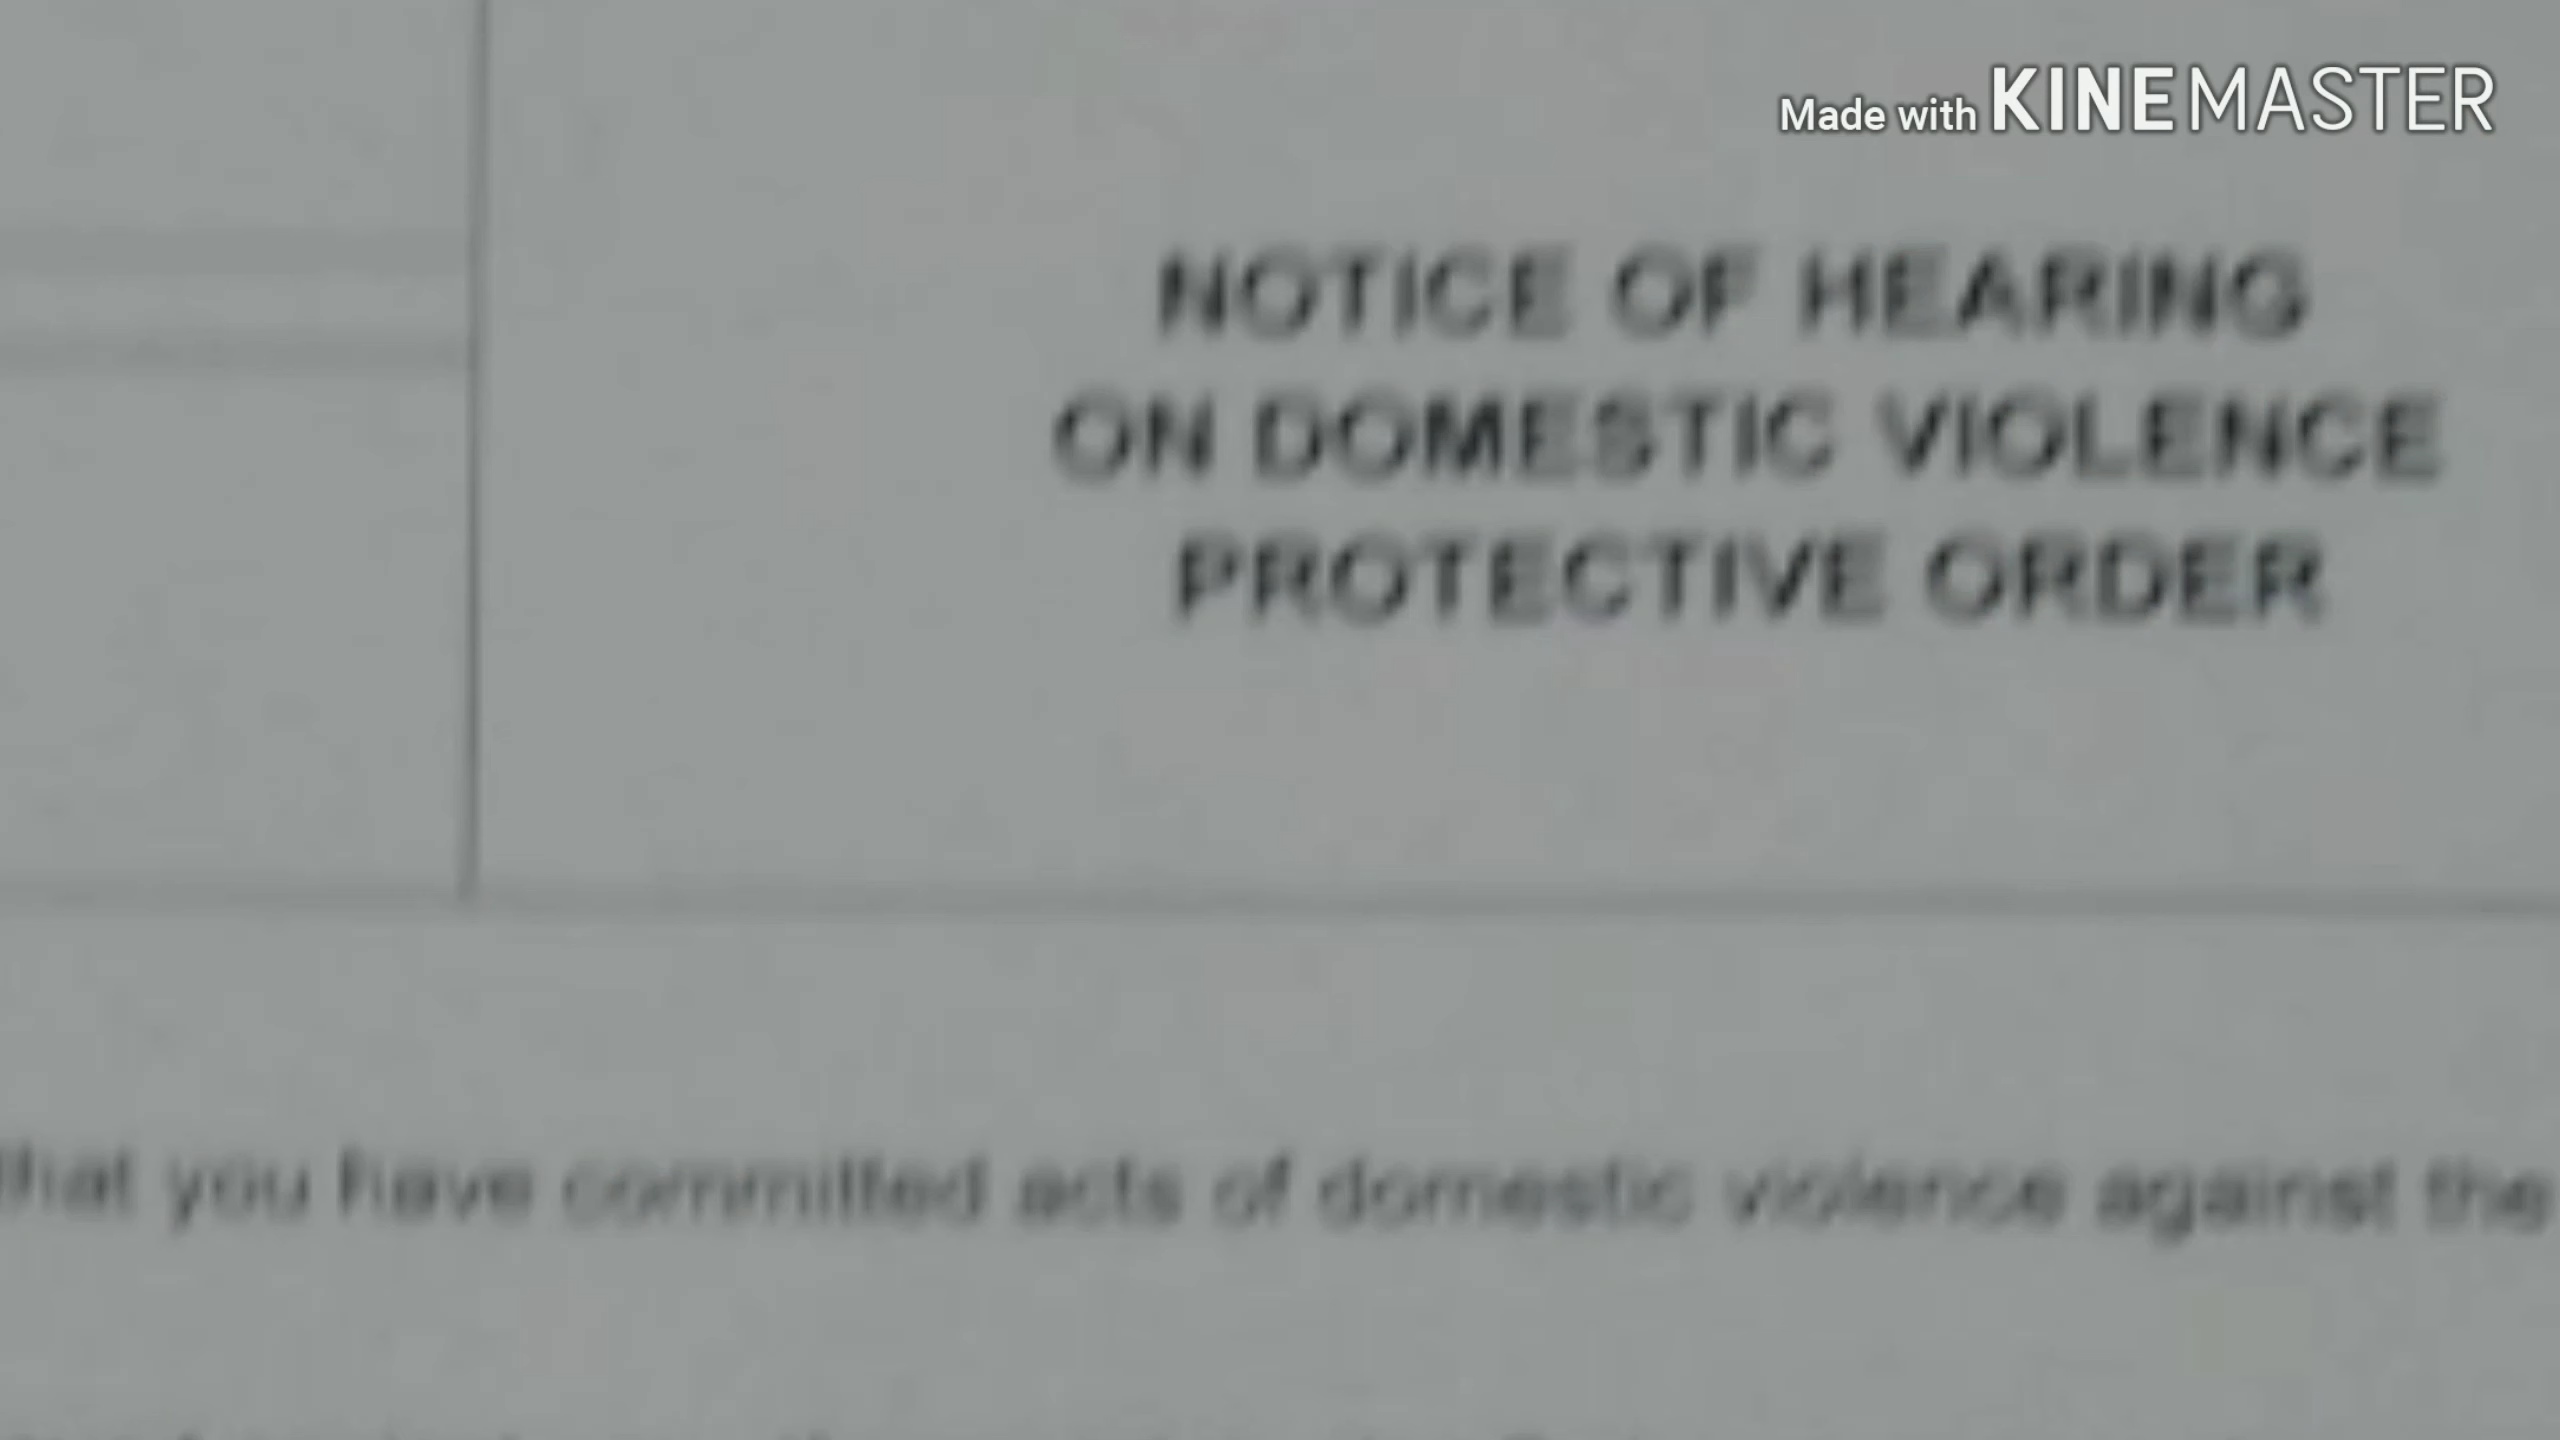 Made with KINEMASTER
NOTICE OF HEARING
ON DOMESTIC VIOLENCE
PROTECTIVE ORDER
that you have committed acts of domestic violence against the